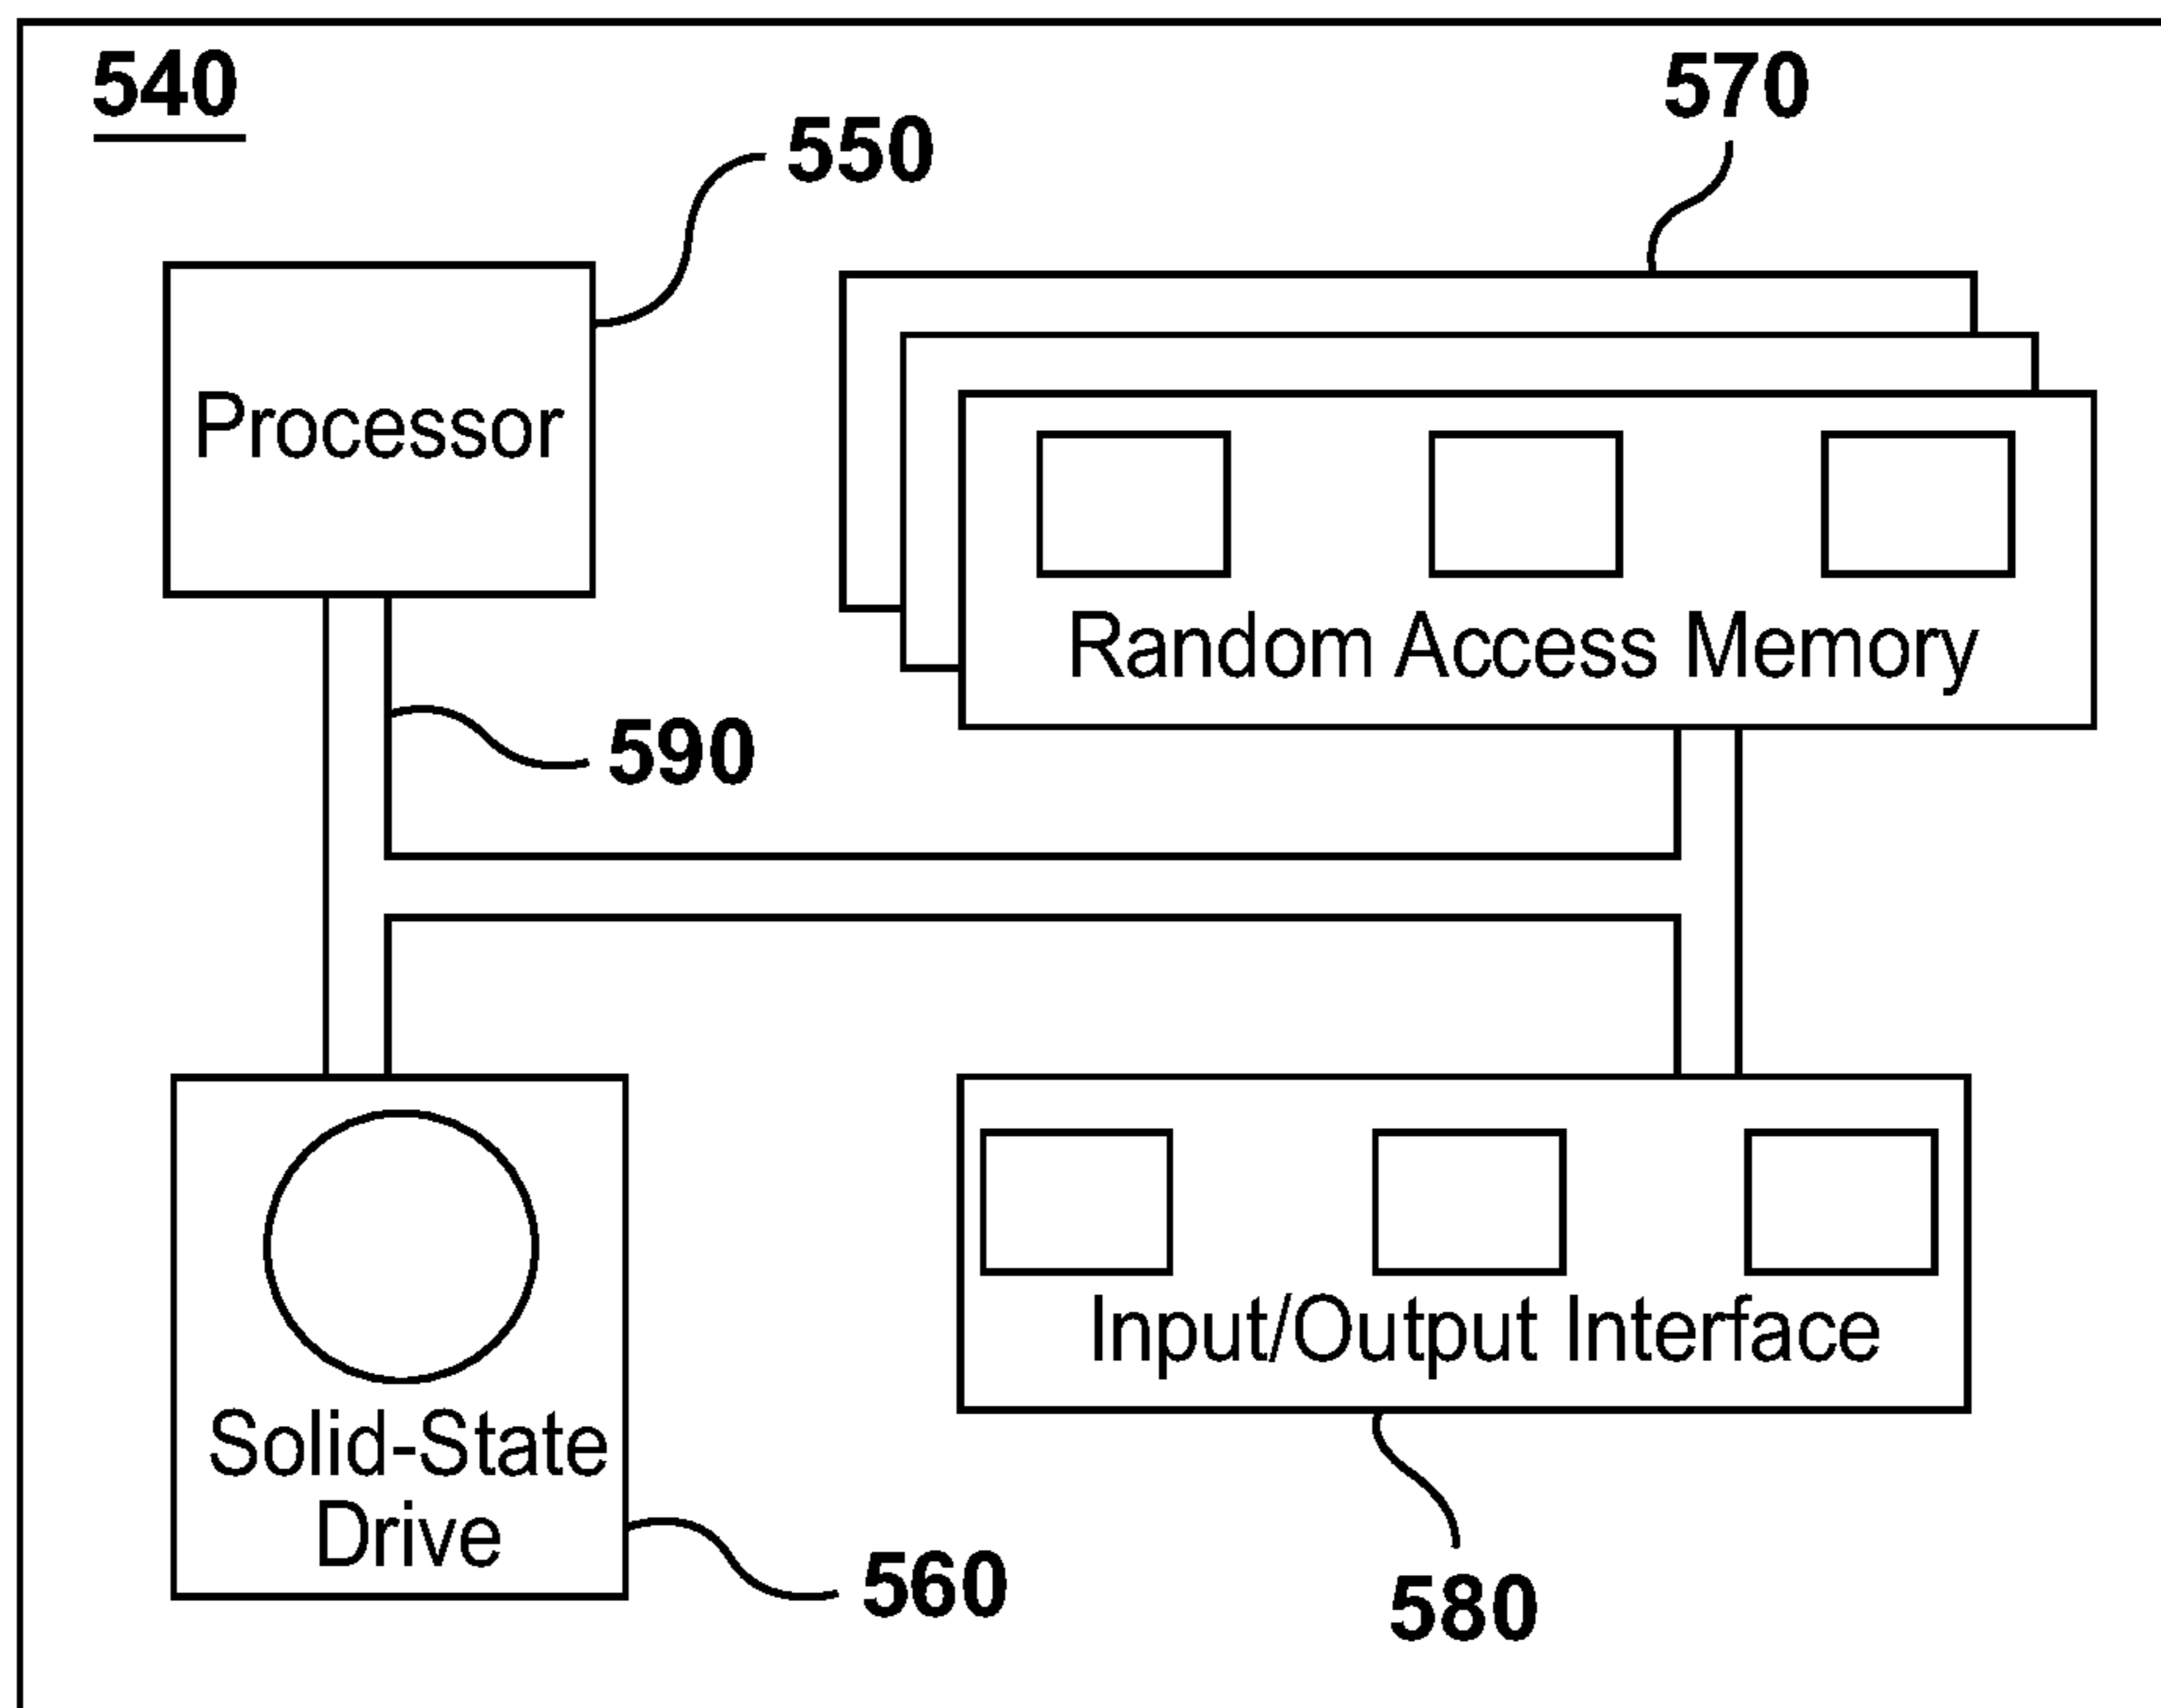 540
550
570
Processor
Random Access Memory
590
Solid-State
Drive
Input/Output Interface
560
580